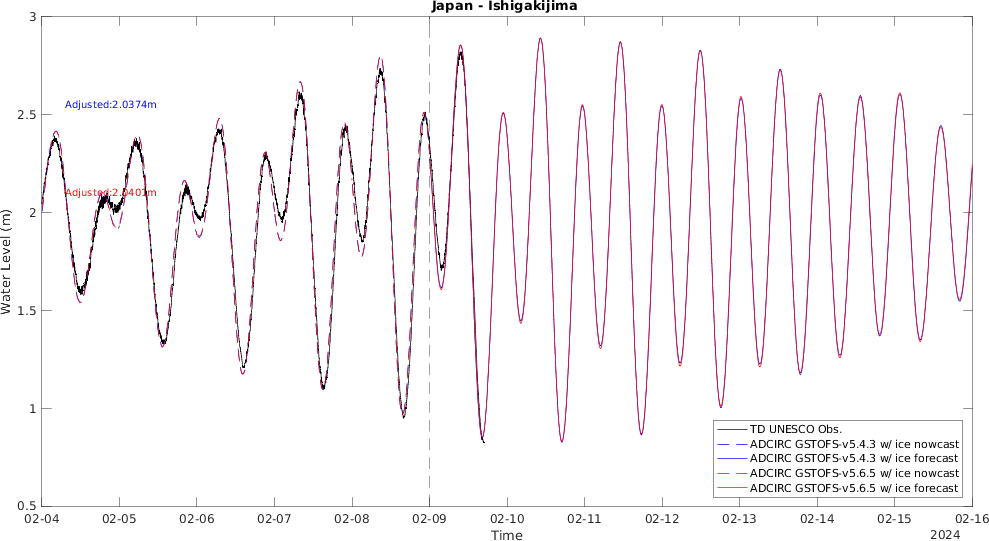 Japan - Ishigakijima
3
2.5
2
1.5
1
0.5
Water Level (m)
Adjusted:2.0374m
Adjusted:2.0401m
TD UNESCO Obs.
ADCIRC GSTOFS-v5.4.3 w/ ice nowcast
ADCIRC GSTOFS-v5.4.3 w/ ice forecast
ADCIRC GSTOFS-v5.6.5 w/ ice nowcast
ADCIRC GSTOFS-v5.6.5 w/ ice forecast
02-04 02-05 02-06 02-07 02-08 02-09 02-10 02-11 02-12 02-13 02-14 02-15 02-16
Time
2024